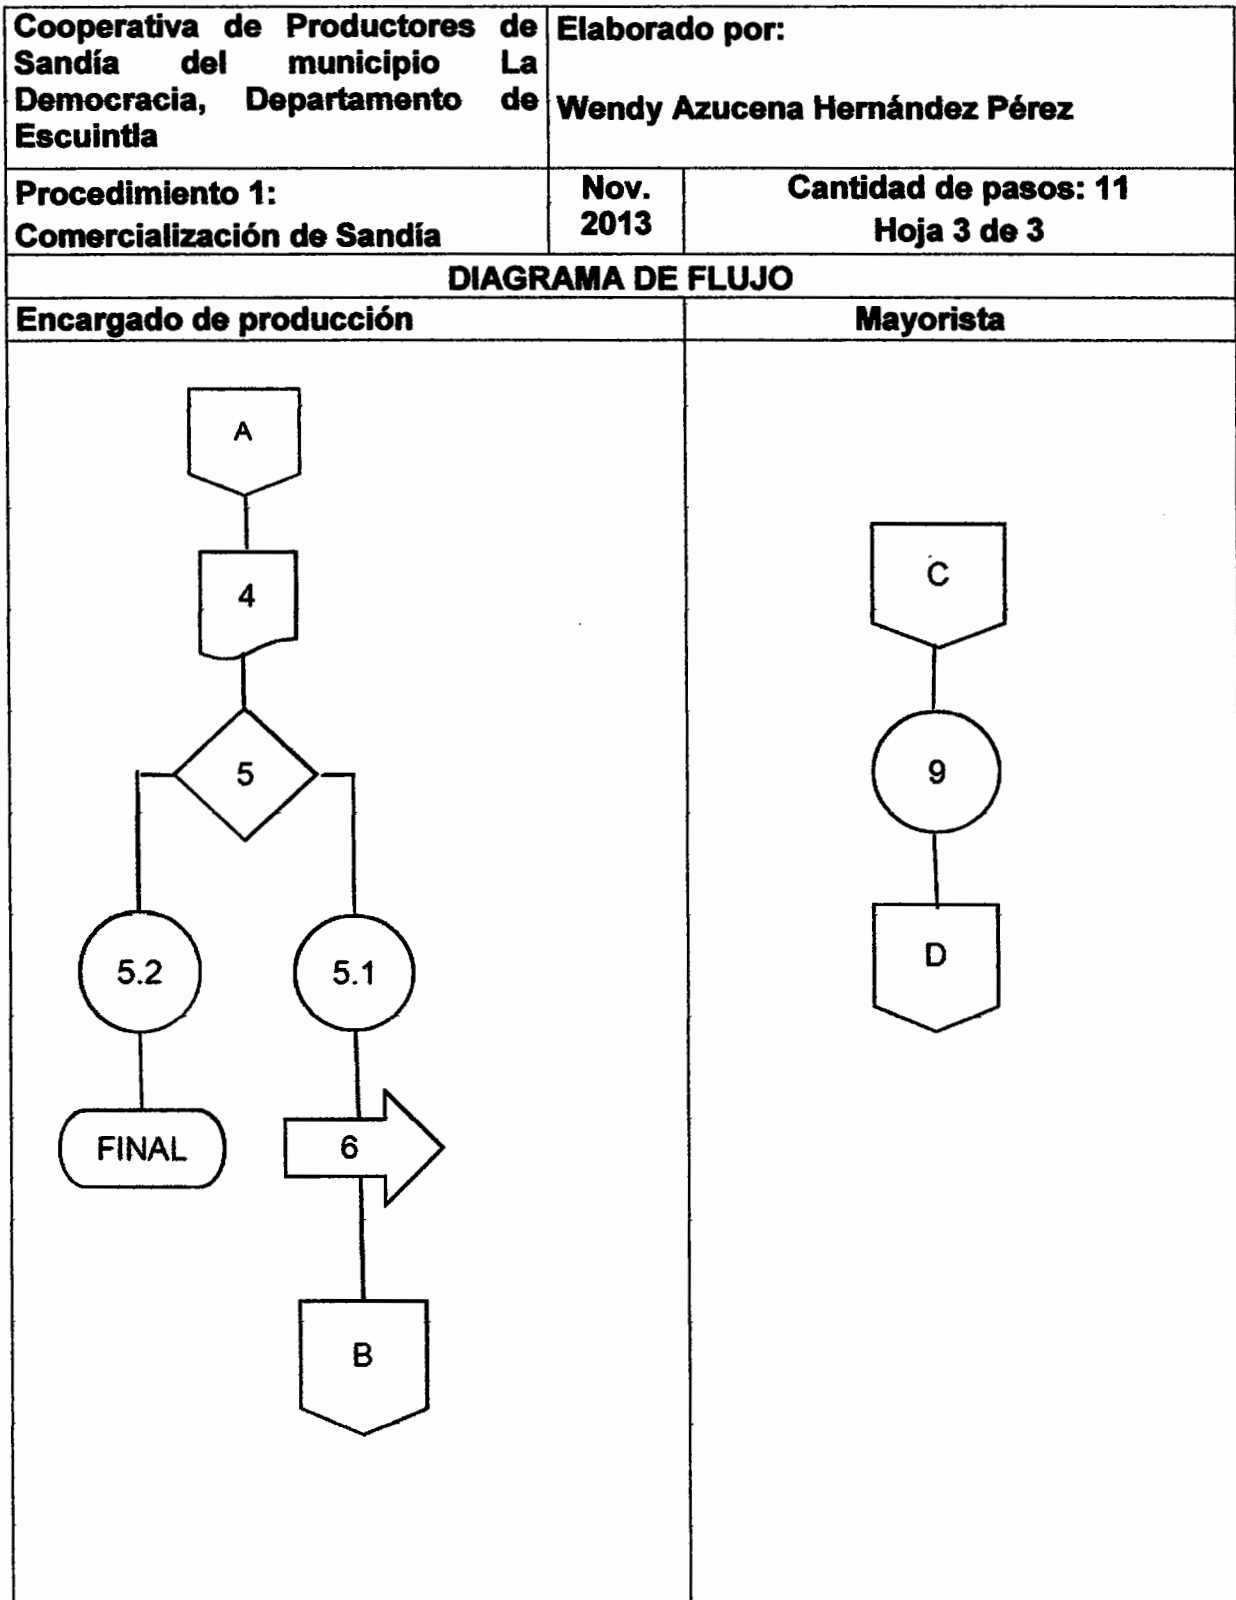 Cooperativa de Productores de
Sandía del municipio La
Democracia, Departamento de
Escuintla
Elaborado por:
Wendy Azucena Hernández Pérez
Procedimiento 1:
Comercialización de Sandía
Nov.
2013
Cantidad de pasos: 11
Hoja 3 de 3
DIAGRAMA DE FLUJO
Encargado de producción
Mayorista
A
4
5
5.2
5.1
FINAL
6
B
C
9
D